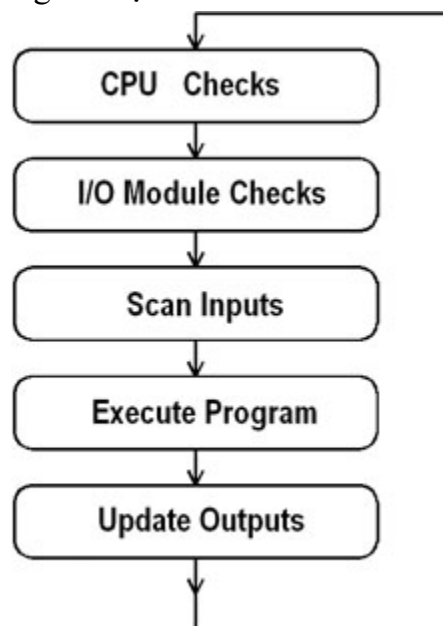 CPU Checks
I/O Module Checks
Scan Inputs
Execute Program
Update Outputs